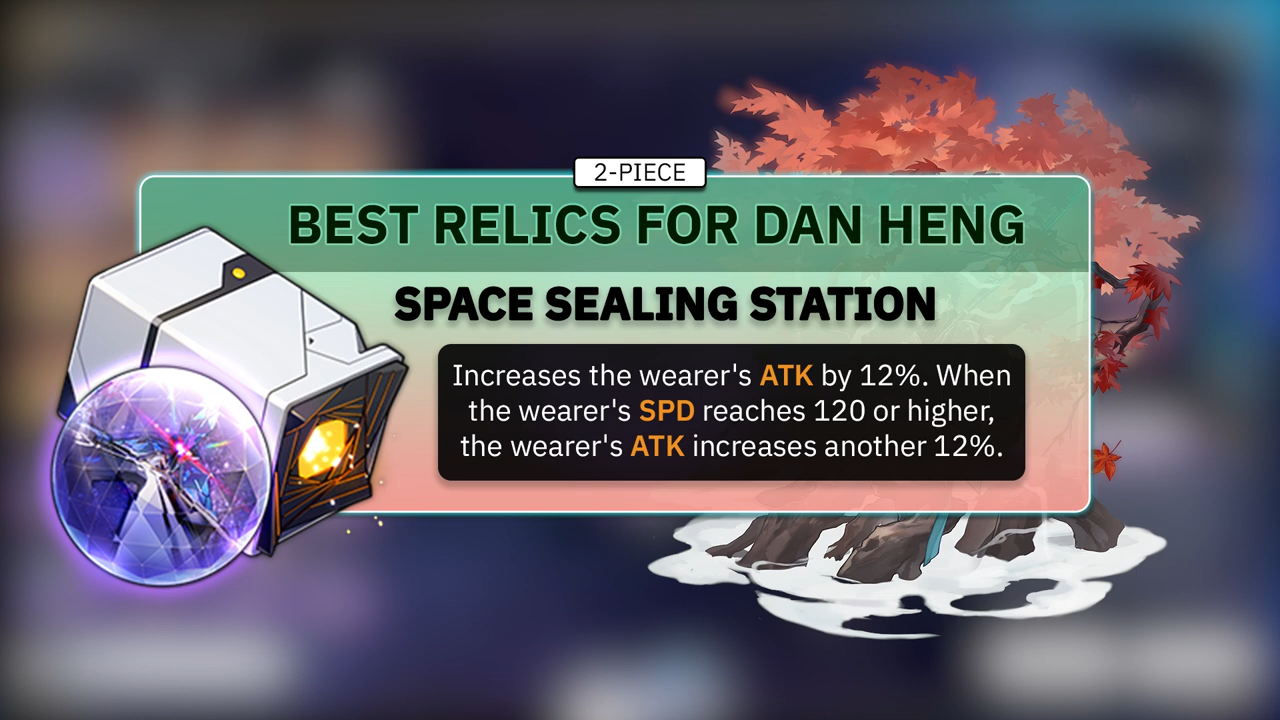 2-PIECE
BEST RELICS FOR DAN HENG
SPACE SEALING STATION
Increases the wearer's ATK by 12%. When
the wearer's SPD reaches 120 or higher,
the wearer's ATK increases another 12%.